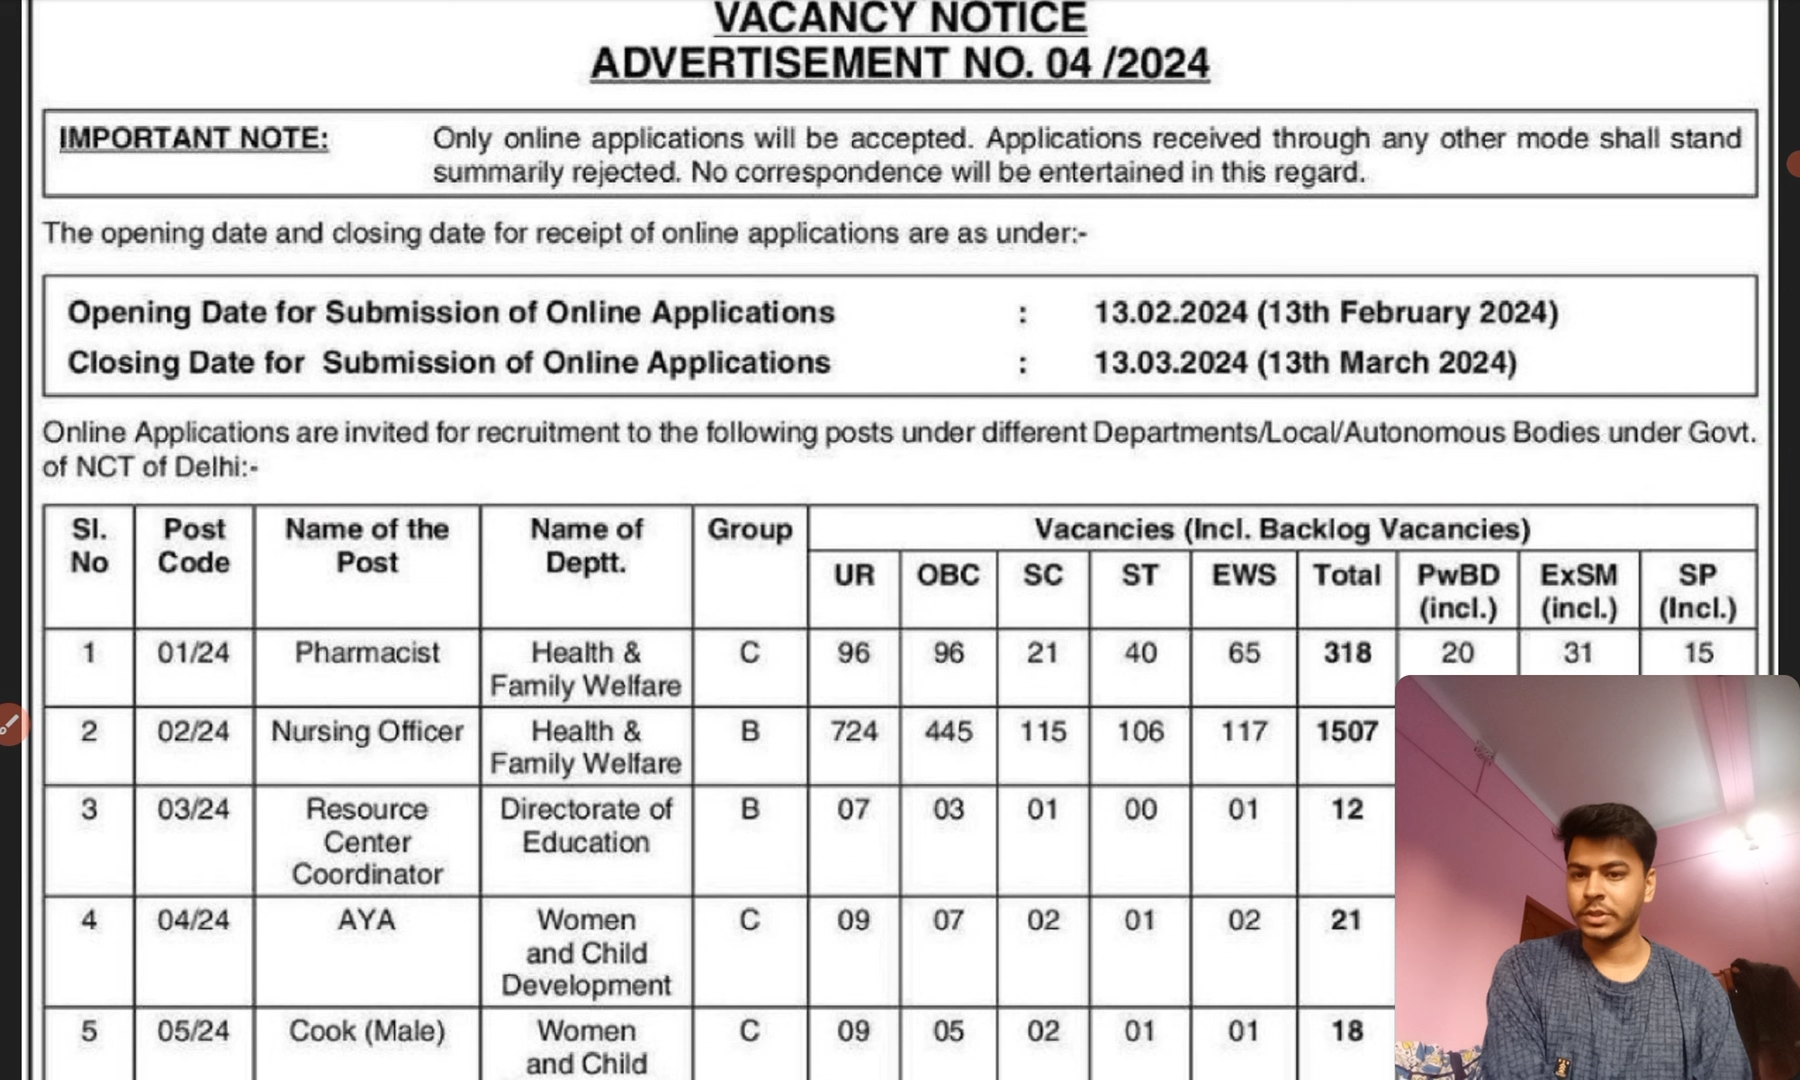 VACANCY NOTICE
ADVERTISEMENT NO. 04 /2024
IMPORTANT NOTE: Only online applications will be accepted. Applications received through any other mode shall stand
summarily rejected. No correspondence will be entertained in this regard.
The opening date and closing date for receipt of online applications are as under:-
Opening Date for Submission of Online Applications : 13.02.2024 (13th February 2024)
Closing Date for Submission of Online Applications : 13.03.2024 (13th March 2024)
Online Applications are invited for recruitment to the following posts under different Departments/Local/Autonomous Bodies under Govt.
of NCT of Delhi:-
Sl. Post Name of the Name of Group Vacancies (Incl. Backlog Vacancies)
No Code Post Deptt.
UR OBC SC ST EWS Total PwBD ExSM SP
(incl.) (incl.) (Incl.)
1 01/24 Pharmacist Health & C 96 96 21 40 65 318 20 31 15
Family Welfare
2 02/24 Nursing Officer Health & B 724 445 115 106 117 1507
Family Welfare
3 03/24 Resource Directorate of B 07 03 01 00 01 12
Center Education
Coordinator
4 04/24 AYA Women C 09 07 02 01 02 21
and Child
Development
5 05/24 Cook (Male) Women C 09 05 02 01 01 18
and Child